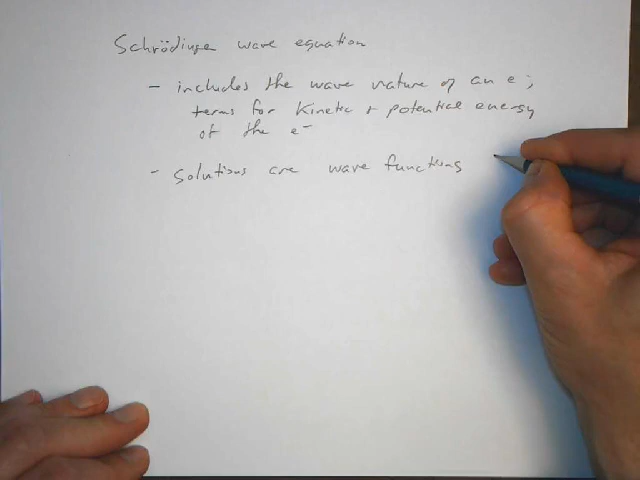 Schrödinger wave equation
- includes the wave nature of an e;
terms for Kinetic + potential energy
of the e-
- Solutions are wave functions